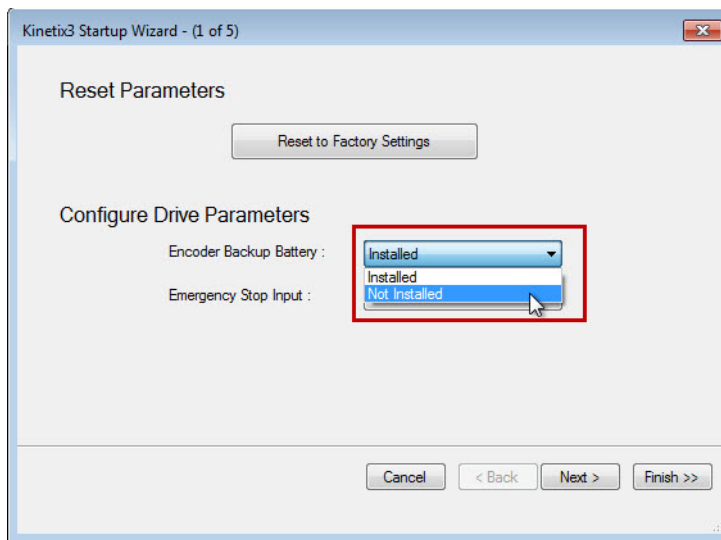 Kinetix3 Startup Wizard - (1 of 5)
Reset Parameters
Reset to Factory Settings
Configure Drive Parameters
Encoder Backup Battery : Installed
Installed
Not Installed
Emergency Stop Input :
Cancel < Back Next > Finish >>